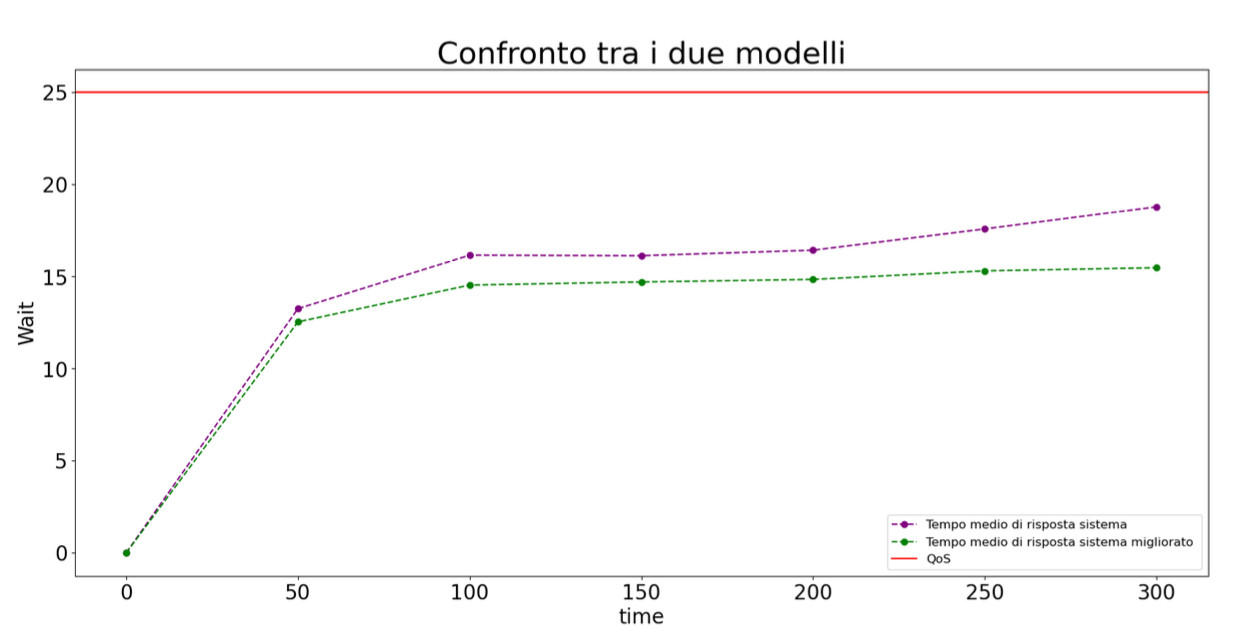 Confronto tra i due modelli
25
20
15
10
5
0
Wait
0 50 100 150 200 250 300
time
Tempo medio di risposta sistema
Tempo medio di risposta sistema migliorato
QoS